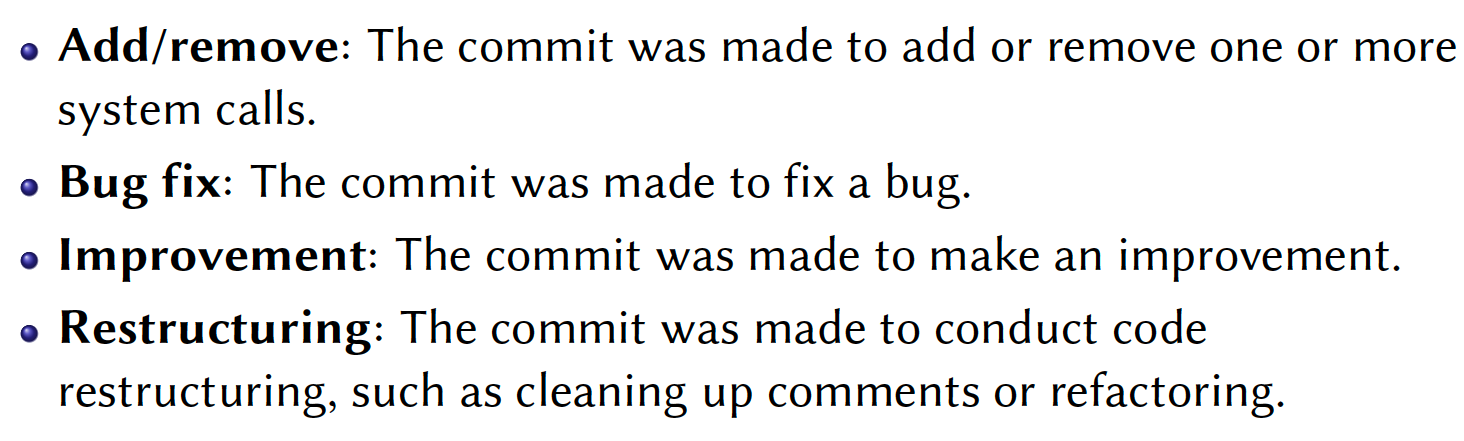 • Add/remove: The commit was made to add or remove one or more
system calls.
• Bug fix: The commit was made to fix a bug.
• Improvement: The commit was made to make an improvement.
• Restructuring: The commit was made to conduct code
restructuring, such as cleaning up comments or refactoring.